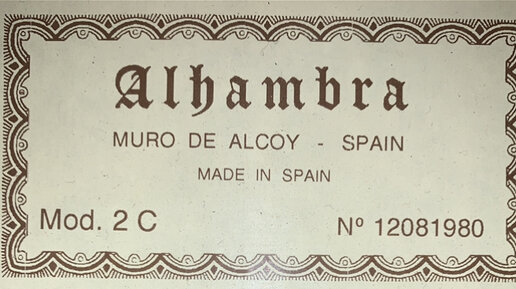 Alhambra
MURO DE ALCOY - SPAIN
MADE IN SPAIN
Mod. 2 C Nº 12081980